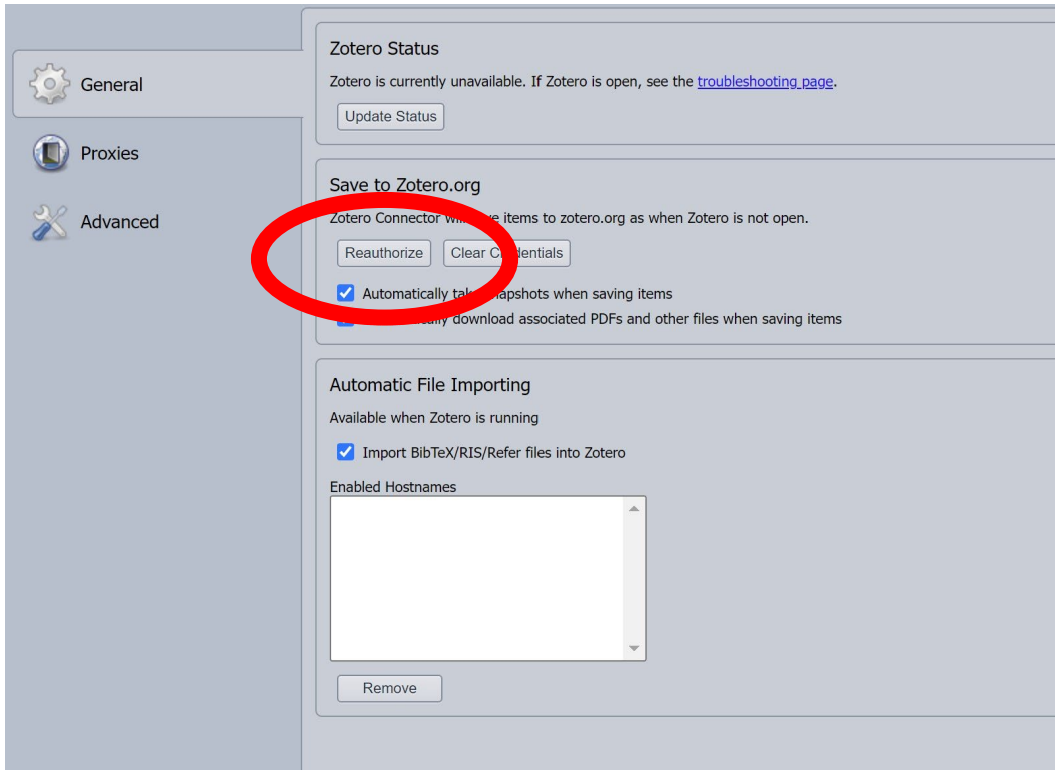 General
Proxies
Advanced
Zotero Status
Zotero is currently unavailable. If Zotero is open, see the troubleshooting page.
Update Status
Save to Zotero.org
Zotero Connector items to zotero.org as when Zotero is not open.
Reauthorize
Clear Credentials
Automatically take snapshots when saving items
download associated PDFs and other files when saving items
Automatic File Importing
Available when Zotero is running
Import BibTeX/RIS/Refer files into Zotero
Enabled Hostnames
Remove